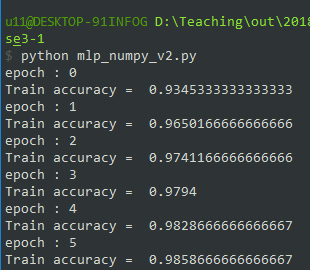 u11@DESKTOP-91INFOG D:\Teaching\out\2018
se3-1
$ python mlp_numpy_v2.py
epoch : 0
Train accuracy =  0.9345333333333333
epoch : 1
Train accuracy =  0.9650166666666666
epoch : 2
Train accuracy =  0.9741166666666666
epoch : 3
Train accuracy =  0.9794
epoch : 4
Train accuracy =  0.9828666666666667
epoch : 5
Train accuracy =  0.9858666666666667